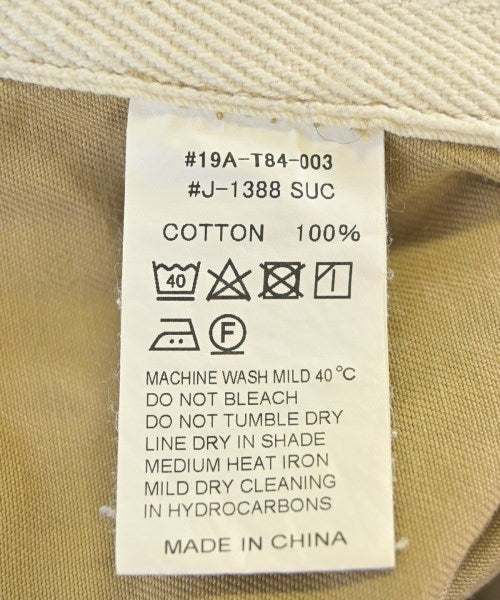 #19A-T84-003
#J-1388 SUC
COTTON 100%
40
F
MACHINE WASH MILD 40 °C
DO NOT BLEACH
DO NOT TUMBLE DRY
LINE DRY IN SHADE
MEDIUM HEAT IRON
MILD DRY CLEANING
IN HYDROCARBONS
MADE IN CHINA